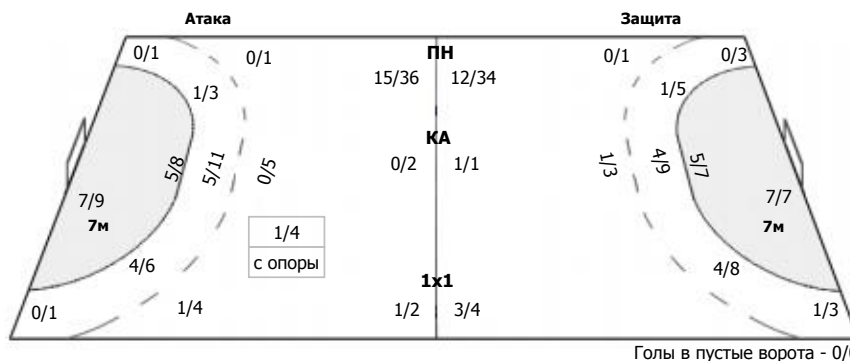 Атака Защита
0/1 0/1 ПН 0/1 0/3
15/36 12/34
1/3 1/5
КА
5/8 5/11 0/5 0/2 1/1 1/3 4/9 5/7
7/9 7/7
7м 7м
1/4
4/6 с опоры 4/8
1x1
0/1 1/4 1/2 3/4 1/3
Голы в пустые ворота -